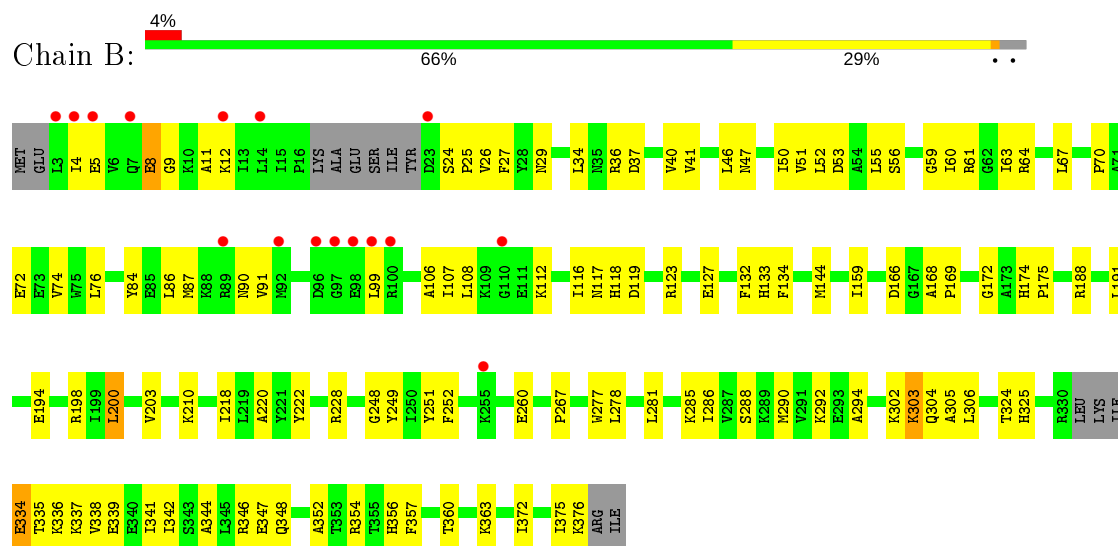 4%
Chain B:
66% 29%
MET GLU L3 I4 E5 V6 Q7 E8 G9 K10 A11 K12 I13 L14 I15 P16 LYS ALA GLU SER ILE TYR D23 S24 P25 V26 F27 Y28 N29 L34 N35 R36 D37 V40 V41 L46 N47 I50 V51 L52 D53 A54 L55 S56 G59 I60 R61 G62 I63 R64 L67 P70 A71
E72 E73 V74 W75 L76 Y84 E85 L86 M87 K88 R89 N90 V91 M92 D96 G97 E98 L99 R100 A106 I107 L108 K109 G110 E111 K112 I116 N117 H118 D119 R123 E127 F132 H133 F134 M144 I159 D166 G167 A168 P169 G172 A173 H174 P175 R188 L191
E194 R198 I199 L200 V203 K210 I218 L219 A220 Y221 Y222 R228 G248 Y249 I250 Y251 F252 K255 E260 P267 W277 L278 L281 K285 I286 V287 S288 K289 M290 V291 K292 E293 A294 K302 K303 Q304 A305 L306 T324 H325 R330 LEU LYS ILE
E334 T335 K336 K337 V338 E339 E340 I341 I342 S343 A344 L345 R346 E347 Q348 A352 T353 R354 T355 H356 F357 T360 K363 I372 I375 K376 ARG ILE